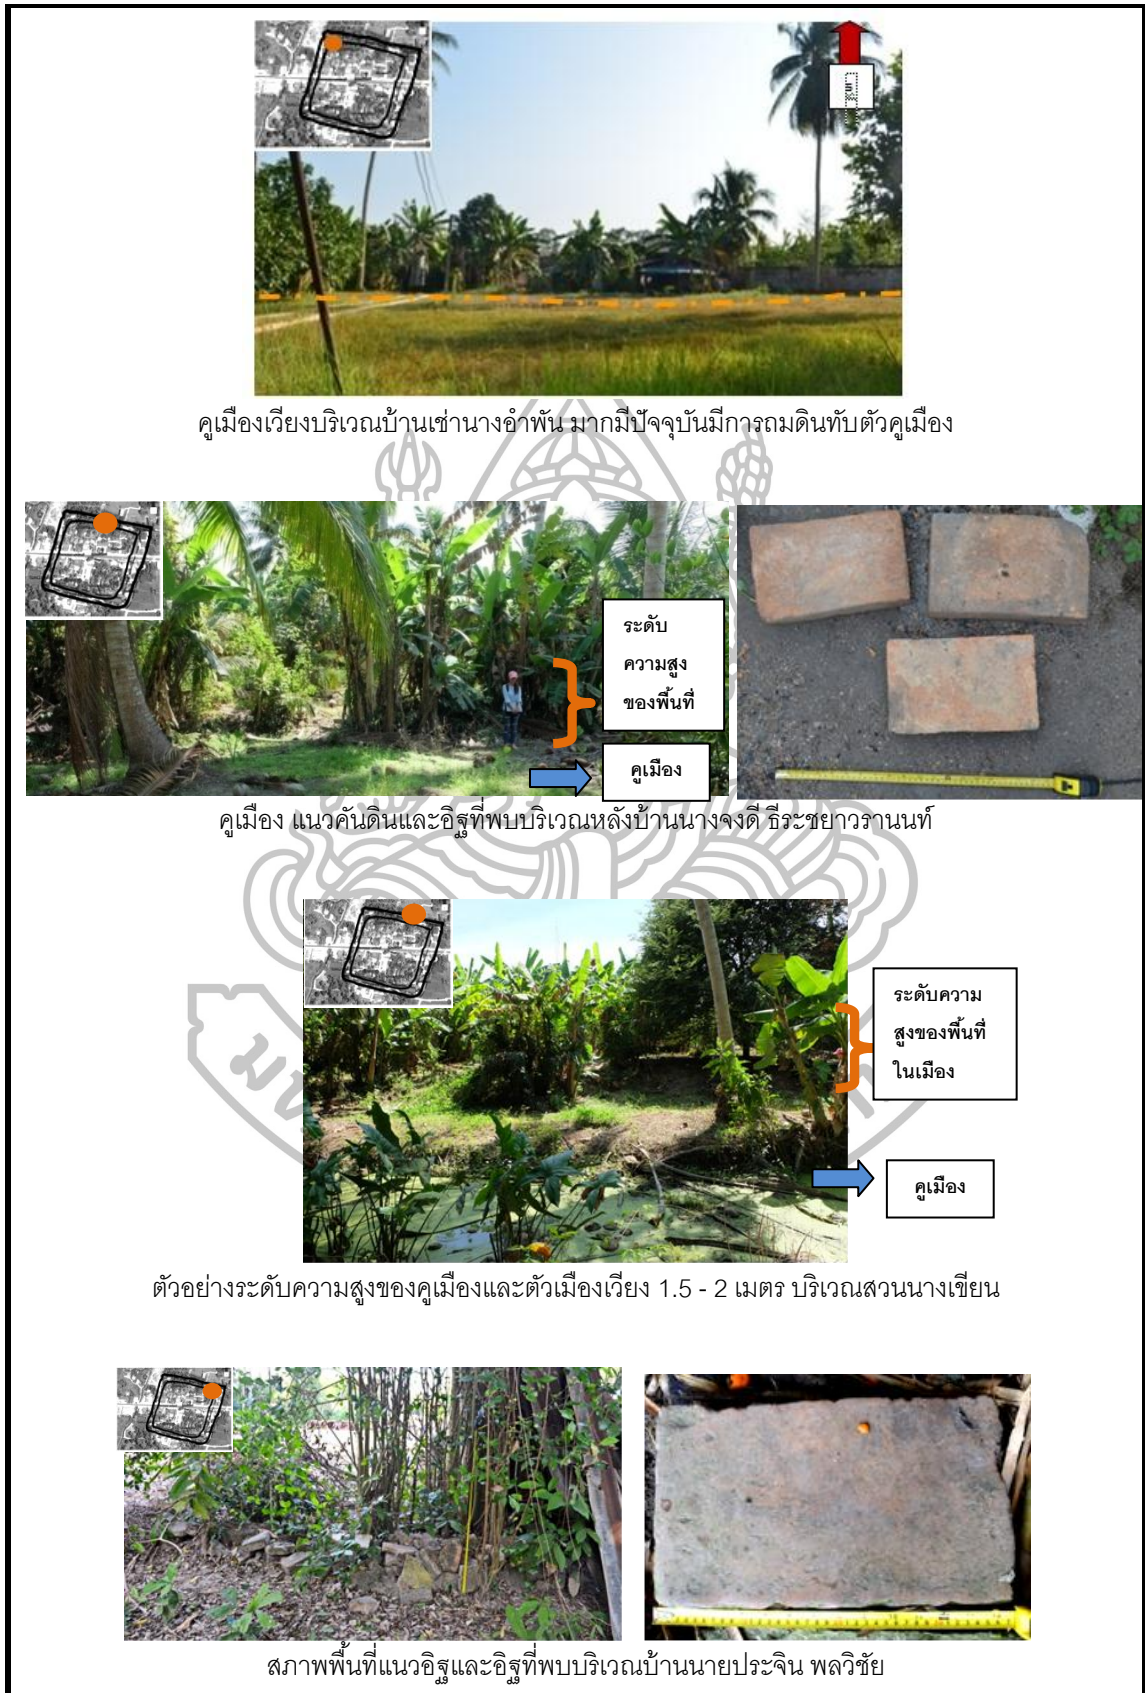 คูเมืองเวียงบริเวณบ้านเช่านางอำพัน มากมีปัจจุบันมีการถมดินทับตัวคูเมือง
ระดับ
ความสูง
ของพื้นที่
คูเมือง
คูเมือง แนวคันดินและอิฐที่พบบริเวณหลังบ้านนางจงดี ธีระชยาวรานนท์
ระดับความ
สูงของพื้นที่
ในเมือง
คูเมือง
ตัวอย่างระดับความสูงของคูเมืองและตัวเมืองเวียง 1.5 - 2 เมตร บริเวณสวนนางเขียน
สภาพพื้นที่แนวอิฐและอิฐที่พบบริเวณบ้านนายประจิน พลวิชัย